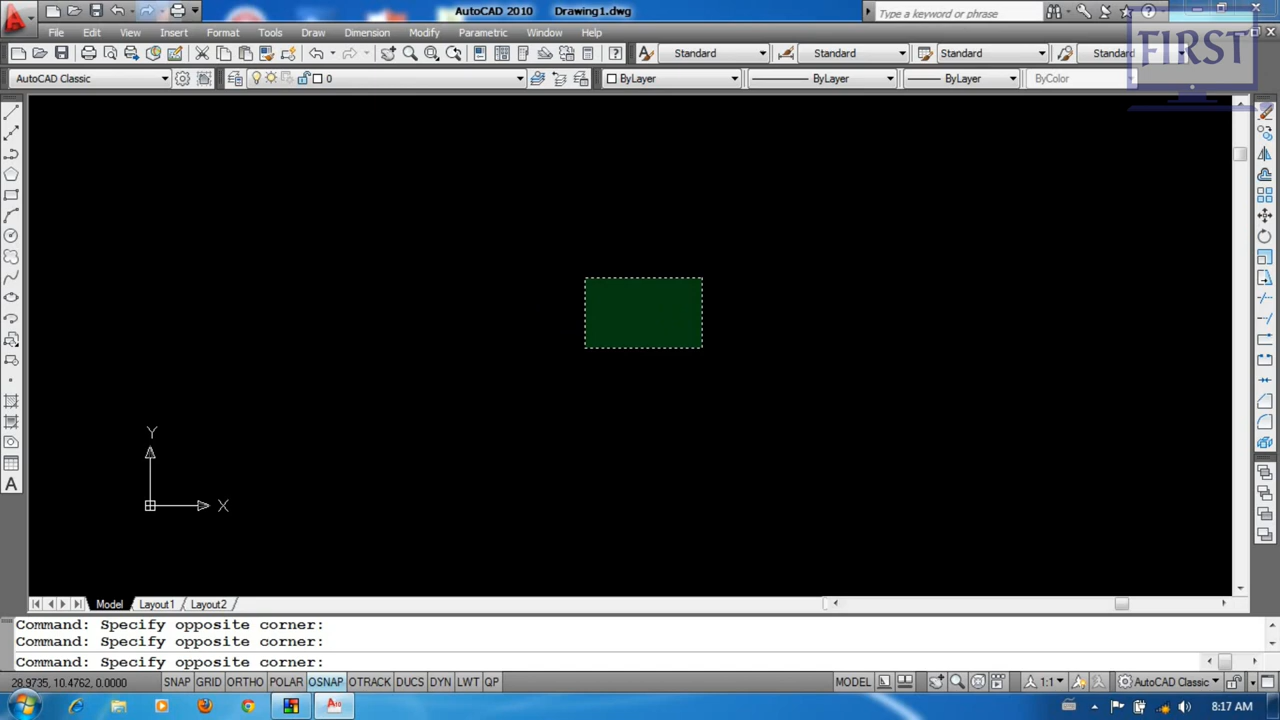 AutoCAD 2010 Drawing1.dwg
Type a keyword or phrase
File Edit View Insert Format Tools Draw Dimension Modify Parametric Window Help
FIRST
Standard Standard Standard Standard
AutoCAD Classic 0 ByLayer ByLayer ByLayer ByColor
Y
X
Model Layout1 Layout2
Command: Specify opposite corner:
Command: Specify opposite corner:
Command: Specify opposite corner:
28.9735, 10.4762, 0.0000 SNAP GRID ORTHO POLAR OSNAP OTRACK DUCS DYN LWT QP MODEL 1:1 AutoCAD Classic
8:17 AM